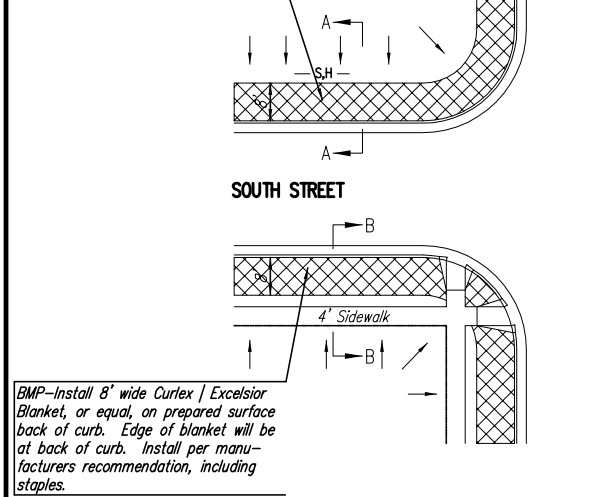 A
S,H
8'
A
SOUTH STREET
B
8'
4' Sidewalk
B
BMP-Install 8' wide Curlex / Excelsior
Blanket, or equal, on prepared surface
back of curb. Edge of blanket will be
at back of curb. Install per manu-
facturers recommendation, including
staples.